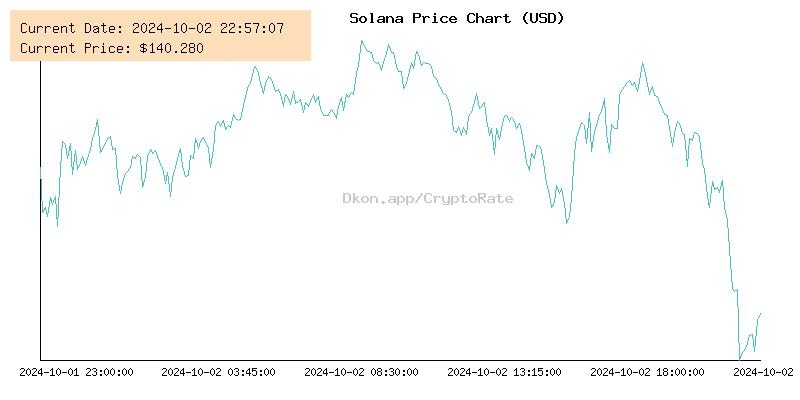 Solana Price Chart (USD)
Current Date: 2024-10-02 22:57:07
Current Price: $140.280
Dkon.app/CryptoRate
2024-10-01 23:00:00 2024-10-02 03:45:00 2024-10-02 08:30:00 2024-10-02 13:15:00 2024-10-02 18:00:00 2024-10-02